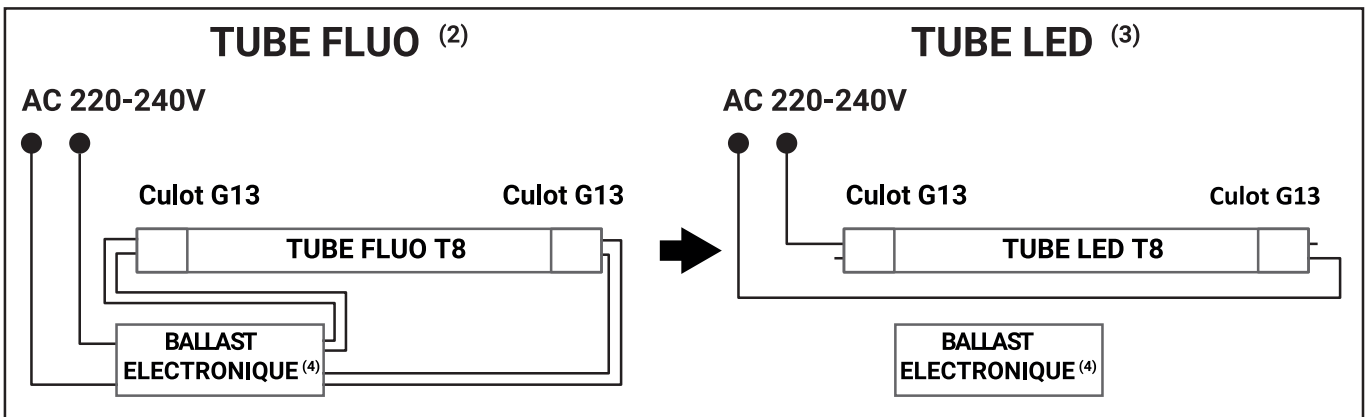 TUBE FLUO (2)
AC 220-240V
Culot G13
Culot G13
TUBE FLUO T8
BALLAST
ELECTRONIQUE (4)
TUBE LED (3)
AC 220-240V
Culot G13
Culot G13
TUBE LED T8
BALLAST
ELECTRONIQUE (4)